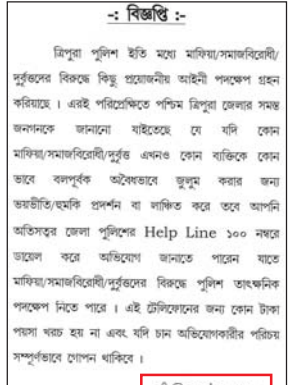 -: বিজ্ঞপ্তি :-
ত্রিপুরা পুলিশ ইতি মধ্যে মাফিয়া/সমাজবিরোধী/
দুর্বৃত্তদের বিরুদ্ধে কিছু প্রয়োজনীয় আইনী পদক্ষেপ গ্রহন
করিয়াছে । এরই পরিপ্রেক্ষিতে পশ্চিম ত্রিপুরা জেলার সমস্ত
জনগনকে জানানো যাইতেছে যে যদি কোন
মাফিয়া/সমাজবিরোধী/দুর্বৃত্ত এখনও কোন ব্যক্তিকে কোন
ভাবে বলপূর্বক অবৈধভাবে জুলুম করার জন্য
ভয়ভীতি/হুমকি প্রদর্শন বা লাঞ্চিত করে তবে আপনি
অতিসত্বর জেলা পুলিশের Help Line ১০০ নম্বরে
ডায়েল করে অভিযোগ জানাতে পারেন যাতে
মাফিয়া/সমাজবিরোধী/দুর্বৃত্তদের বিরুদ্ধে পুলিশ তাৎক্ষনিক
পদক্ষেপ নিতে পারে । এই টেলিফোনের জন্য কোন টাকা
পয়সা খরচ হয় না এবং যদি চান অভিযোগকারীর পরিচয়
সম্পূর্ণভাবে গোপন থাকিবে ।